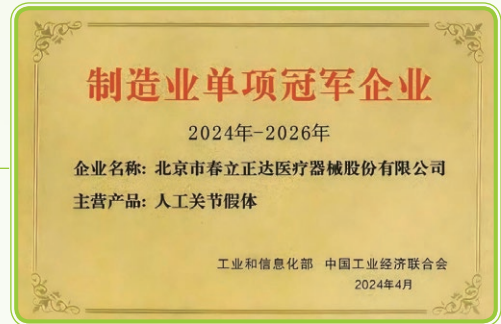 制造业单项冠军企业
2024年-2026年
企业名称: 北京市春立正达医疗器械股份有限公司
主营产品: 人工关节假体
工业和信息化部 中国工业经济联合会
2024年4月